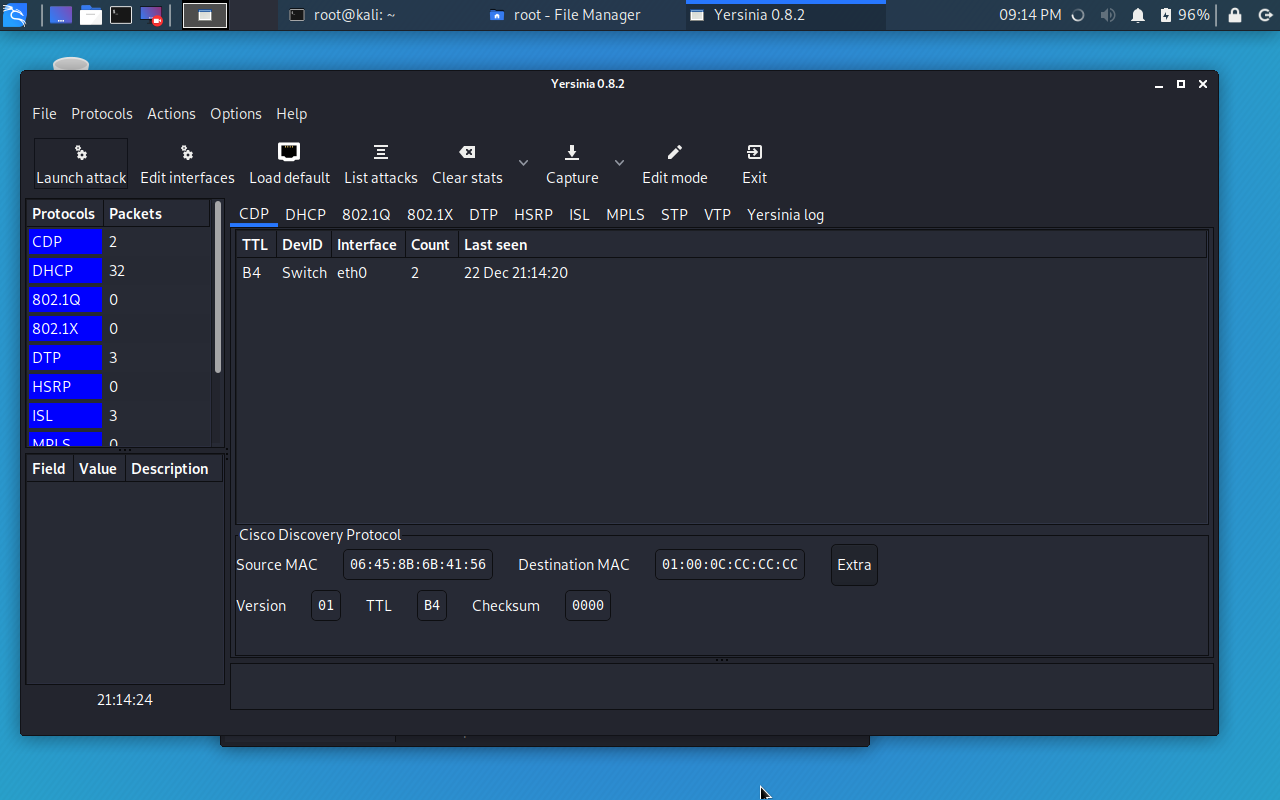 root@kali: ~ root - File Manager Yersinia 0.8.2 09:14 PM 96%
Yersinia 0.8.2
File Protocols Actions Options Help
Launch attack Edit interfaces Load default List attacks Clear stats Capture Edit mode Exit
Protocols Packets
CDP 2
DHCP 32
802.1Q 0
802.1X 0
DTP 3
HSRP 0
ISL 3
MPLS 0
Field Value Description
21:14:24
CDP DHCP 802.1Q 802.1X DTP HSRP ISL MPLS STP VTP Yersinia log
TTL DevID Interface Count Last seen
B4 Switch eth0 2 22 Dec 21:14:20
Cisco Discovery Protocol
Source MAC 06:45:8B:6B:41:56 Destination MAC 01:00:0C:CC:CC:CC Extra
Version 01 TTL B4 Checksum 0000